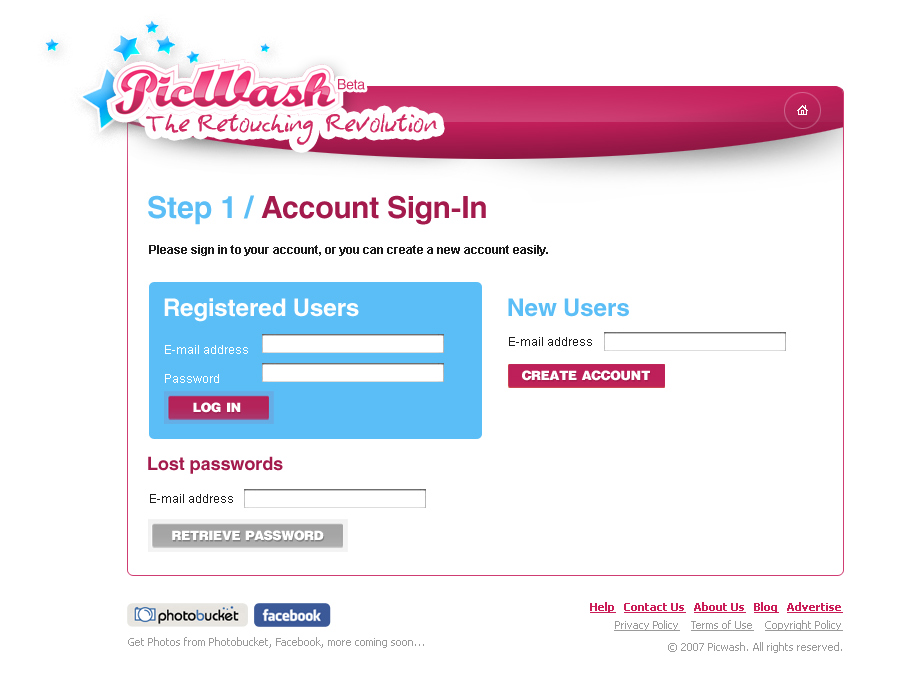 PicWash Beta
The Retouching Revolution
Step 1 / Account Sign-In
Please sign in to your account, or you can create a new account easily.
Registered Users
E-mail address
Password
LOG IN
New Users
E-mail address
CREATE ACCOUNT
Lost passwords
E-mail address
RETRIEVE PASSWORD
photobucket facebook
Get Photos from Photobucket, Facebook, more coming soon...
Help Contact Us About Us Blog Advertise
Privacy Policy Terms of Use Copyright Policy
© 2007 Picwash. All rights reserved.